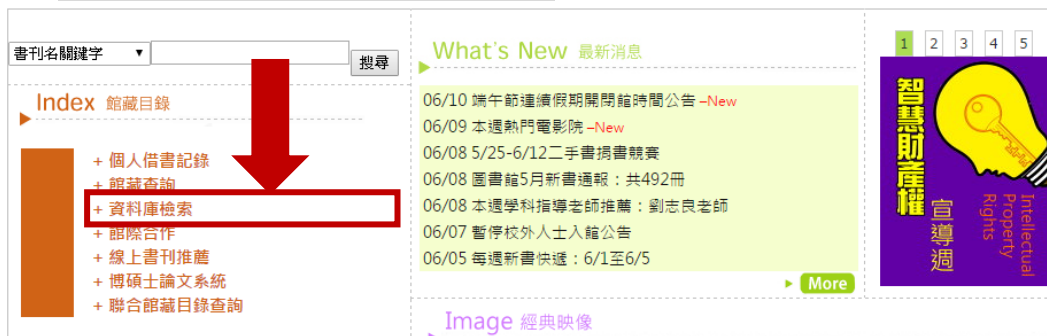 書刊名關鍵字 ▼
搜尋
Index 館藏目錄
+ 個人借書記錄
+ 館藏查詢
+ 資料庫檢索
+ 館際合作
+ 線上書刊推薦
+ 博碩士論文系統
+ 聯合館藏目錄查詢
What's New 最新消息
06/10 端午節連續假期開閉館時間公告 –New
06/09 本週熱門電影院 –New
06/08 5/25-6/12二手書捐書競賽
06/08 圖書館5月新書通報：共492冊
06/08 本週學科指導老師推薦：劉志良老師
06/07 暫停校外人士入館公告
06/05 每週新書快遞：6/1至6/5
More
Image 經典映像
1 2 3 4 5
智慧財產權
宣導週
Intellectual
Property
Rights